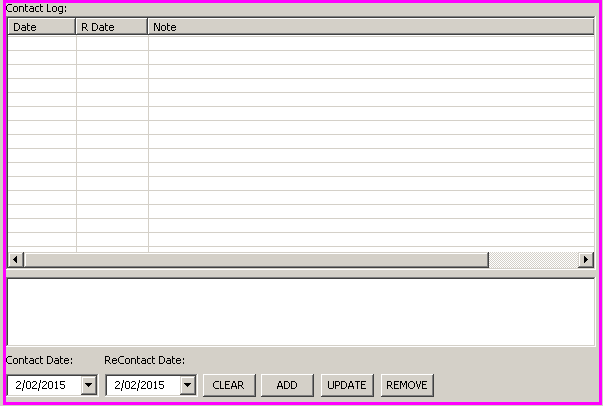 Contact Log:
Date R Date Note
Contact Date: ReContact Date:
2/02/2015 2/02/2015 CLEAR ADD UPDATE REMOVE